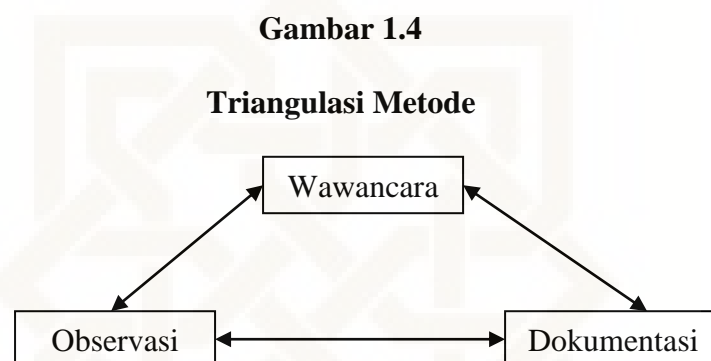 Gambar 1.4
Triangulasi Metode
Wawancara
Observasi
Dokumentasi